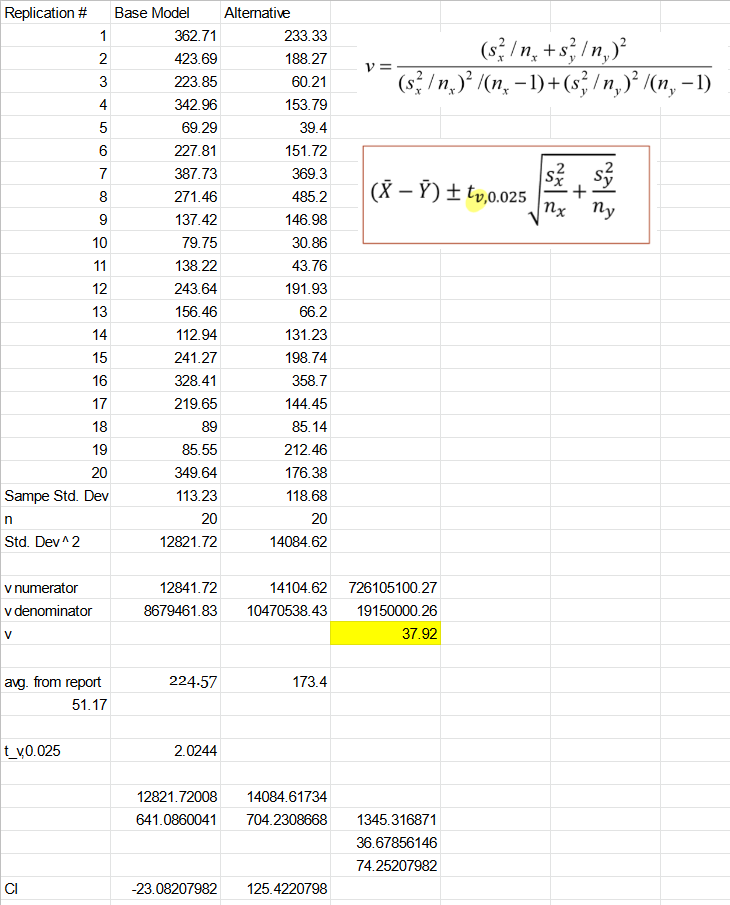 Replication # Base Model Alternative
1 362.71 233.33
2 423.69 188.27
3 223.85 60.21
4 342.96 153.79
5 69.29 39.4
6 227.81 151.72
7 387.73 369.3
8 271.46 485.2
9 137.42 146.98
10 79.75 30.86
11 138.22 43.76
12 243.64 191.93
13 156.46 66.2
14 112.94 131.23
15 241.27 198.74
16 328.41 358.7
17 219.65 144.45
18 89 85.14
19 85.55 212.46
20 349.64 176.38
Sampe Std. Dev 113.23 118.68
n 20 20
Std. Dev^2 12821.72 14084.62
v numerator 12841.72 14104.62 726105100.27
v denominator 8679461.83 10470538.43 19150000.26
v 37.92
avg. from report 224.57 173.4
51.17
t_v,0.025 2.0244
12821.72008 14084.61734
641.0860041 704.2308668 1345.316871
36.67856146
74.25207982
CI -23.08207982 125.4220798
v = (s_x^2 / n_x + s_y^2 / n_y)^2 / ((s_x^2 / n_x)^2 /(n_x −1)+(s_y^2 / n_y)^2 /(n_y −1))
(X̄ − Ȳ) ± t_v,0.025 √(s_x^2/n_x + s_y^2/n_y)